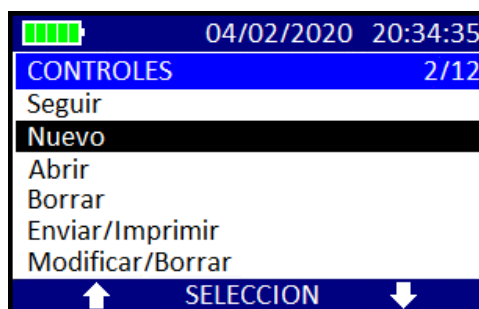 04/02/2020 20:34:35
CONTROLES 2/12
Seguir
Nuevo
Abrir
Borrar
Enviar/Imprimir
Modificar/Borrar
SELECCION